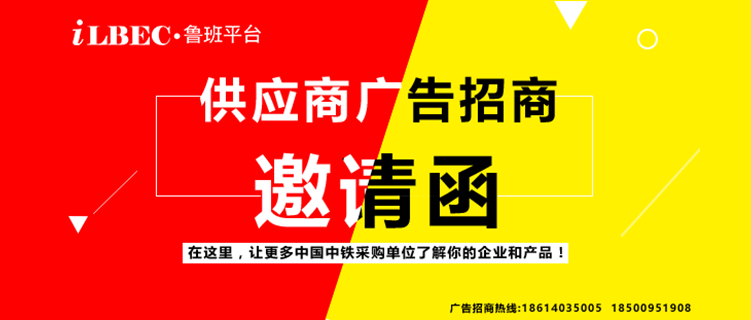 iLBEC·鲁班平台
供应商广告招商
邀请函
在这里，让更多中国中铁采购单位了解你的企业和产品！
广告招商热线:18614035005 18500951908